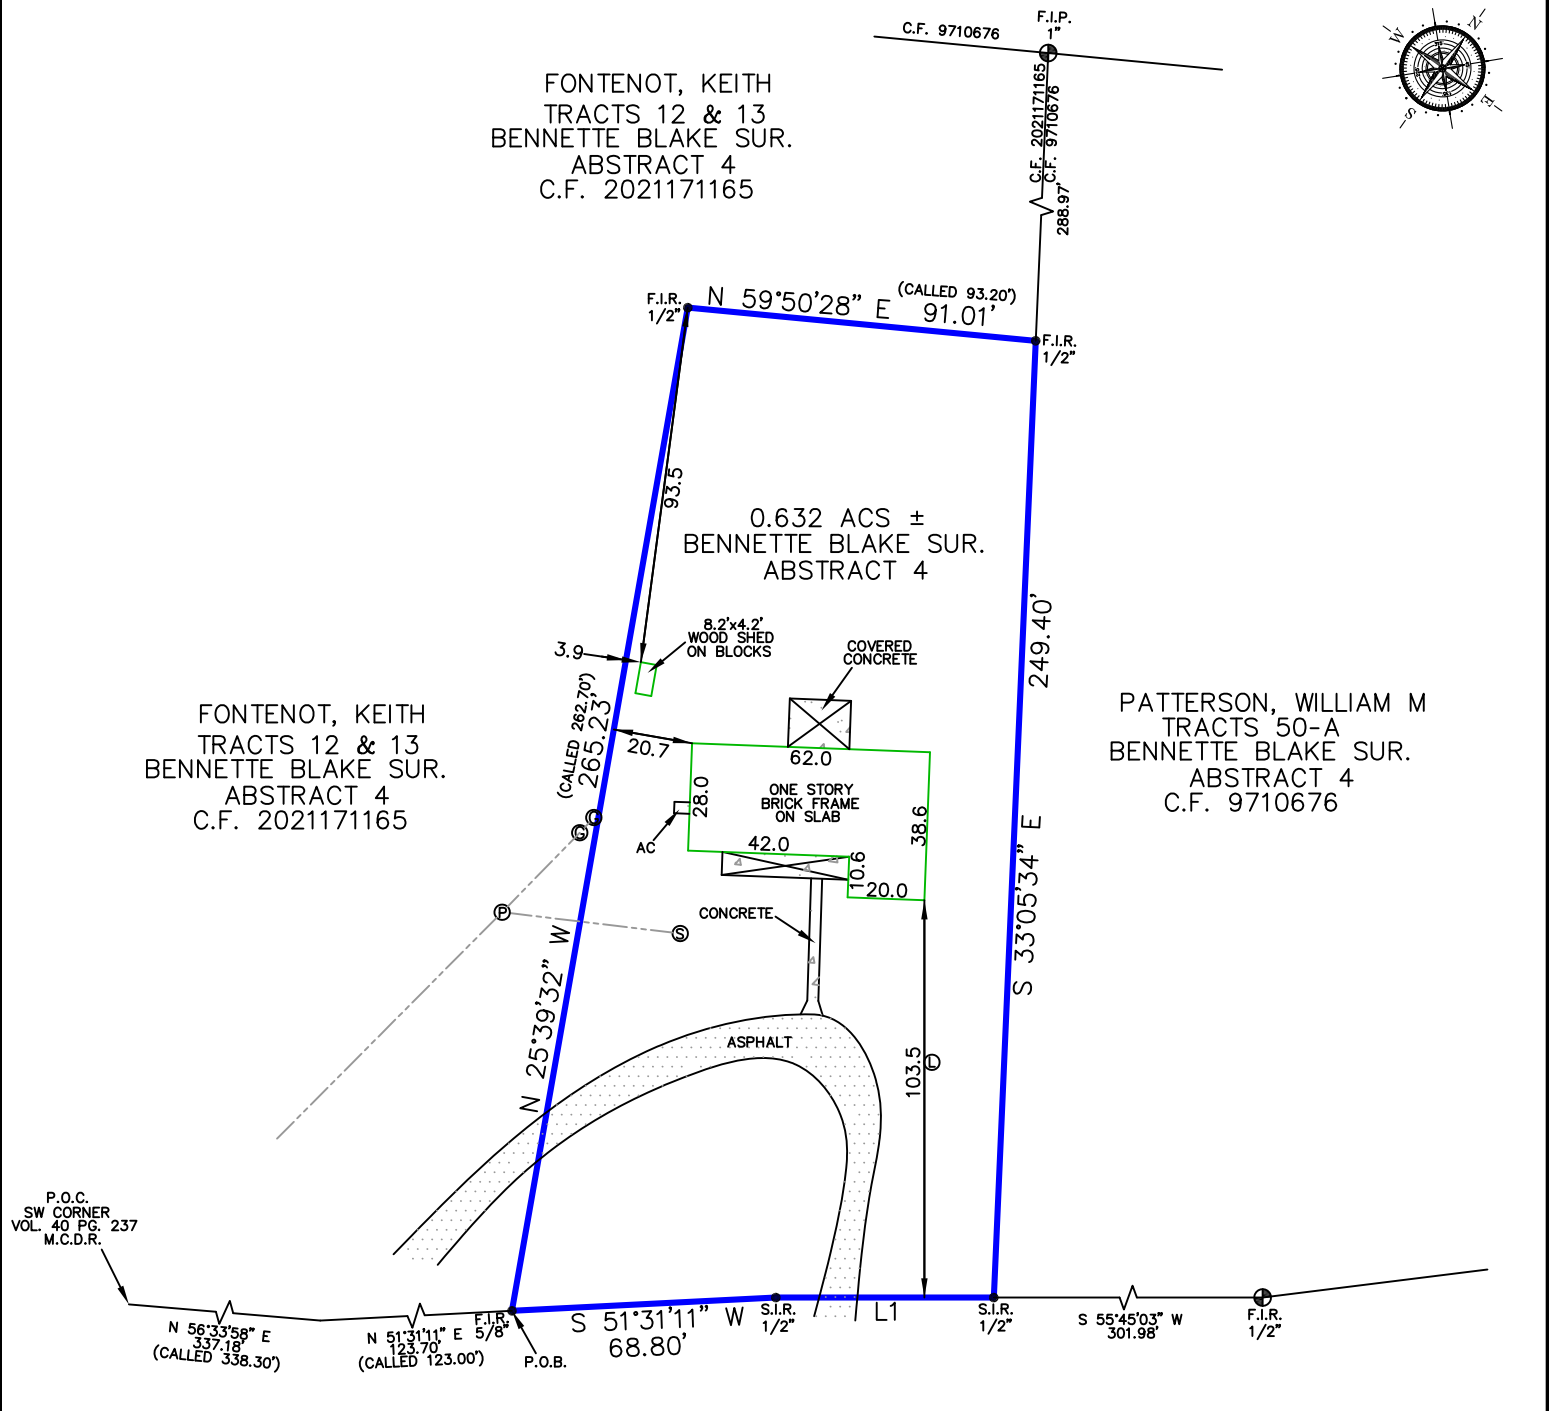 C.F. 9710676
F.I.P.
1"
W
N
S
E
C.F. 2021171165
C.F. 9710676
288.97'
FONTENOT, KEITH
TRACTS 12 & 13
BENNETTE BLAKE SUR.
ABSTRACT 4
C.F. 2021171165
F.I.R.
1/2"
N 59°50'28" E
(CALLED 93.20')
91.01'
F.I.R.
1/2"
93.5
0.632 ACS ±
BENNETTE BLAKE SUR.
ABSTRACT 4
249.40'
S 33°05'34" E
8.2'x4.2'
WOOD SHED
ON BLOCKS
3.9
COVERED
CONCRETE
(CALLED 262.70')
265.23'
N 25°39'32" W
20.7
62.0
28.0
ONE STORY
BRICK FRAME
ON SLAB
38.6
42.0
10.6
20.0
AC
G
G
P
S
CONCRETE
FONTENOT, KEITH
TRACTS 12 & 13
BENNETTE BLAKE SUR.
ABSTRACT 4
C.F. 2021171165
PATTERSON, WILLIAM M
TRACTS 50-A
BENNETTE BLAKE SUR.
ABSTRACT 4
C.F. 9710676
ASPHALT
103.5
L
P.O.C.
SW CORNER
VOL. 40 PG. 237
M.C.D.R.
N 56°33'58" E
337.18'
(CALLED 338.30')
N 51°31'11" E
123.70'
(CALLED 123.00')
F.I.R.
5/8"
P.O.B.
S 51°31'11" W
68.80'
S.I.R.
1/2"
L1
S.I.R.
1/2"
S 55°45'03" W
301.98'
F.I.R.
1/2"